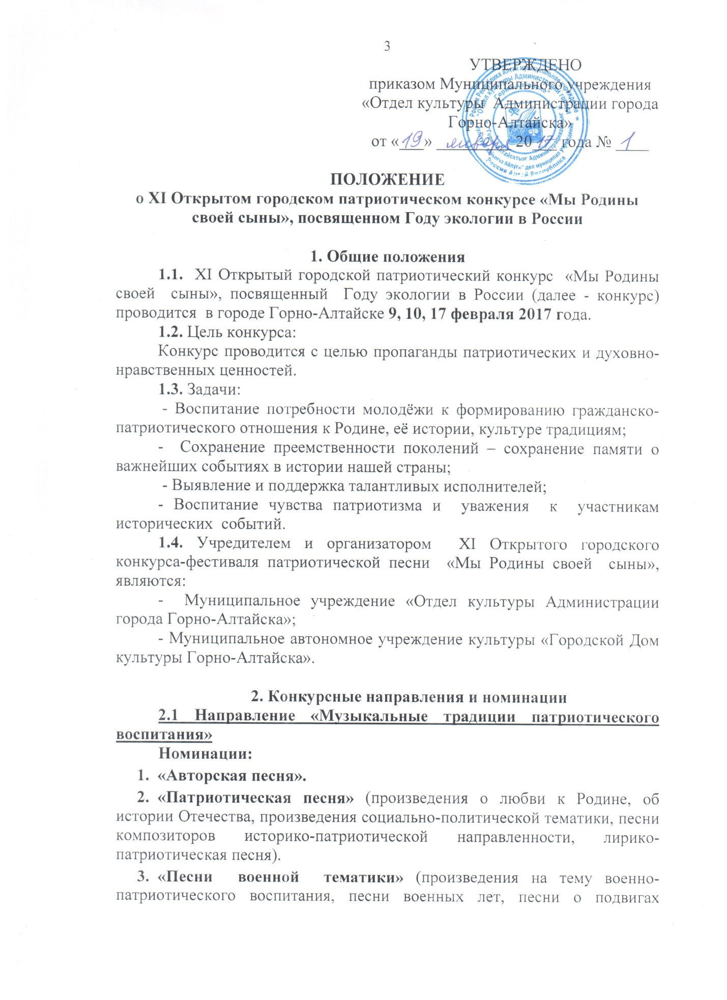 3
УТВЕРЖДЕНО
приказом Муниципального учреждения
«Отдел культуры Администрации города
Горно-Алтайска»
от «19» января 2017 года № 1
ПОЛОЖЕНИЕ
о XI Открытом городском патриотическом конкурсе «Мы Родины
своей сыны», посвященном Году экологии в России
1. Общие положения
1.1. XI Открытый городской патриотический конкурс «Мы Родины
своей сыны», посвященный Году экологии в России (далее - конкурс)
проводится в городе Горно-Алтайске 9, 10, 17 февраля 2017 года.
1.2. Цель конкурса:
Конкурс проводится с целью пропаганды патриотических и духовно-
нравственных ценностей.
1.3. Задачи:
- Воспитание потребности молодёжи к формированию гражданско-
патриотического отношения к Родине, её истории, культуре традициям;
- Сохранение преемственности поколений – сохранение памяти о
важнейших событиях в истории нашей страны;
- Выявление и поддержка талантливых исполнителей;
- Воспитание чувства патриотизма и уважения к участникам
исторических событий.
1.4. Учредителем и организатором XI Открытого городского
конкурса-фестиваля патриотической песни «Мы Родины своей сыны»,
являются:
- Муниципальное учреждение «Отдел культуры Администрации
города Горно-Алтайска»;
- Муниципальное автономное учреждение культуры «Городской Дом
культуры Горно-Алтайска».
2. Конкурсные направления и номинации
2.1 Направление «Музыкальные традиции патриотического
воспитания»
Номинации:
1. «Авторская песня».
2. «Патриотическая песня» (произведения о любви к Родине, об
истории Отечества, произведения социально-политической тематики, песни
композиторов историко-патриотической направленности, лирико-
патриотическая песня).
3. «Песни военной тематики» (произведения на тему военно-
патриотического воспитания, песни военных лет, песни о подвигах